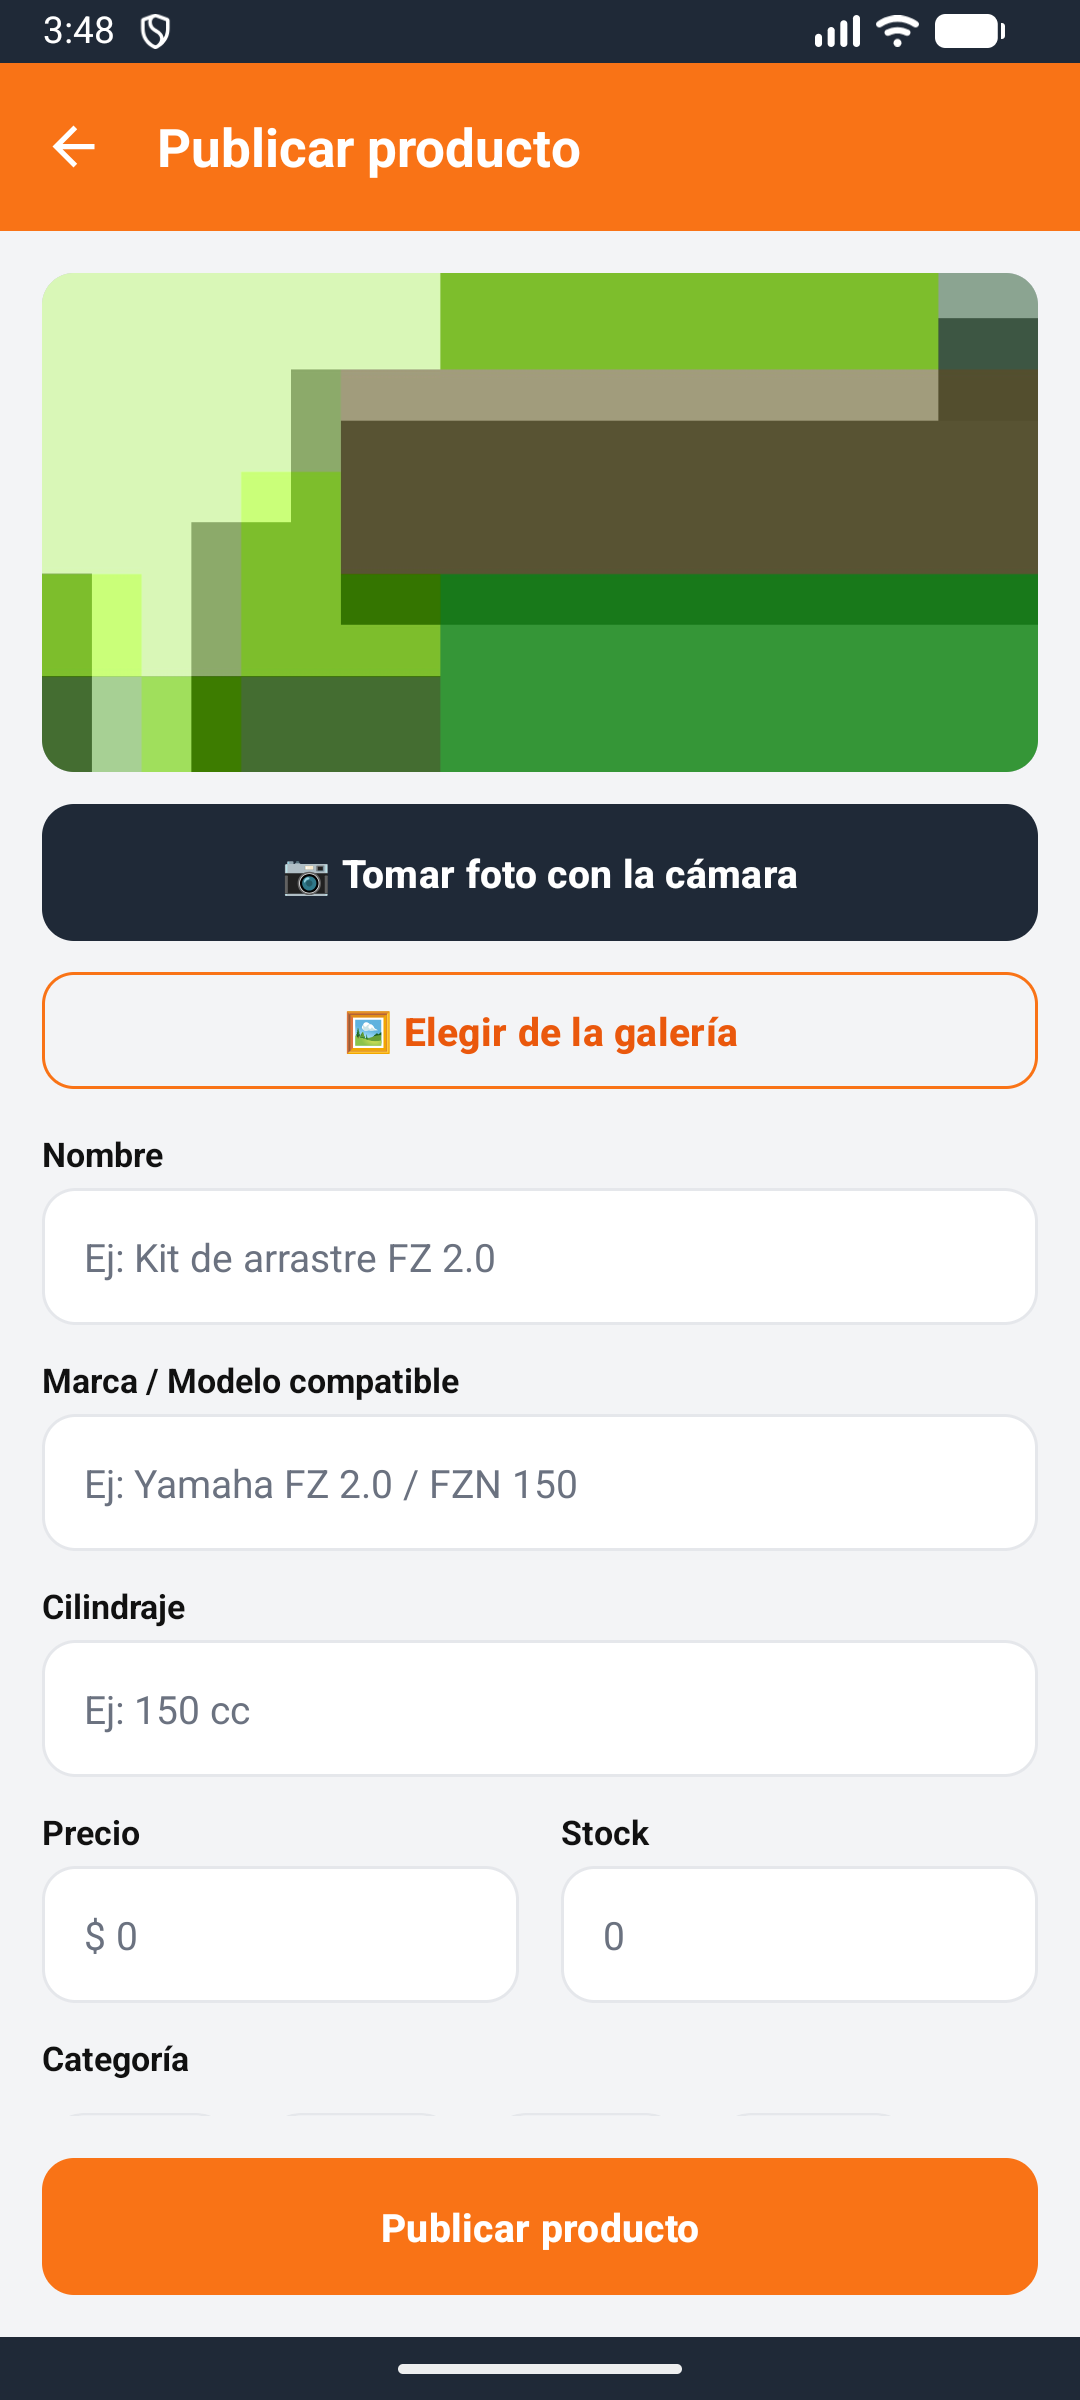 3:48
Publicar producto
📷 Tomar foto con la cámara
🖼️ Elegir de la galería
Nombre
Ej: Kit de arrastre FZ 2.0
Marca / Modelo compatible
Ej: Yamaha FZ 2.0 / FZN 150
Cilindraje
Ej: 150 cc
Precio
Stock
$ 0
0
Categoría
Publicar producto